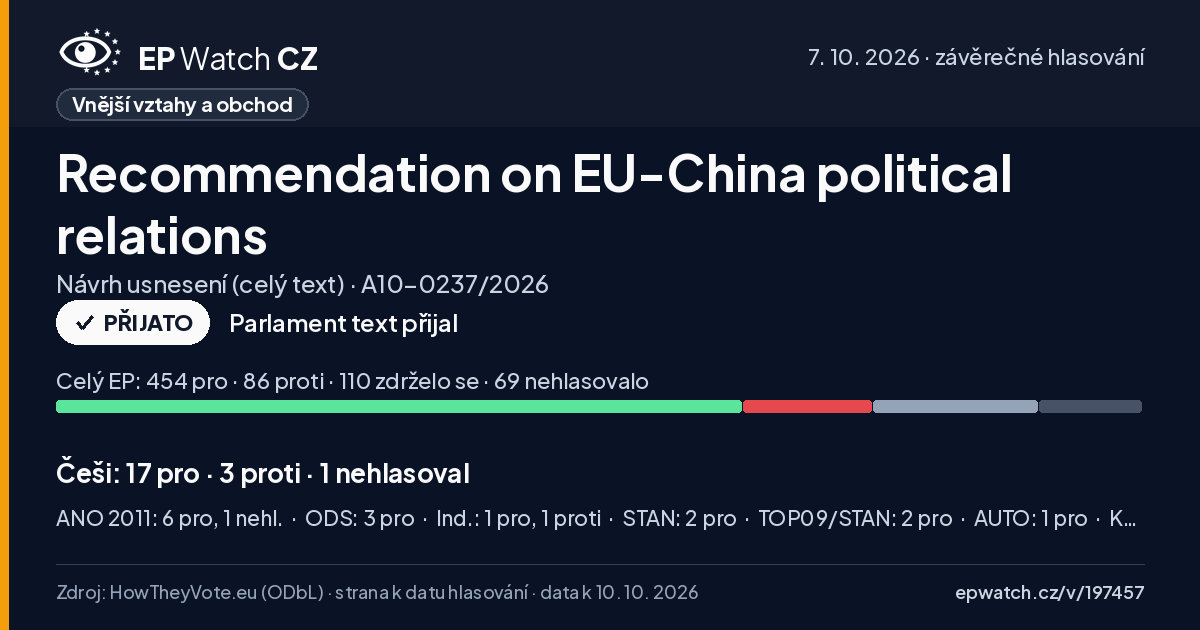 EP Watch CZ
7. 10. 2026 · závěrečné hlasování
Vnější vztahy a obchod
Recommendation on EU–China political
relations
Návrh usnesení (celý text) · A10–0237/2026
✓ PŘIJATO Parlament text přijal
Celý EP: 454 pro · 86 proti · 110 zdrželo se · 69 nehlasovalo
Češi: 17 pro · 3 proti · 1 nehlasoval
ANO 2011: 6 pro, 1 nehl. · ODS: 3 pro · Ind.: 1 pro, 1 proti · STAN: 2 pro · TOP09/STAN: 2 pro · AUTO: 1 pro · K…
Zdroj: HowTheyVote.eu (ODbL) · strana k datu hlasování · data k 10. 10. 2026
epwatch.cz/v/197457